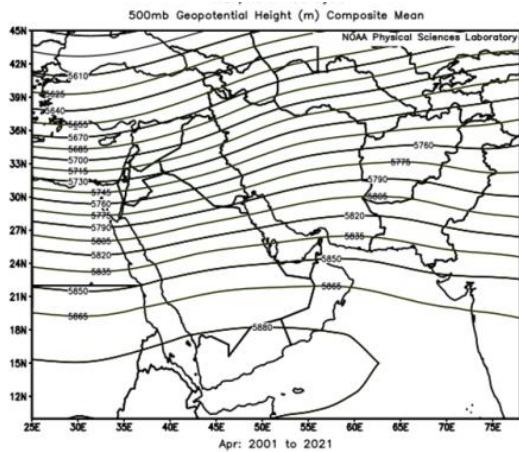 500mb Geopotential Height (m) Composite Mean
NOAA Physical Sciences Laboratory
45N
42N
39N
36N
33N
30N
27N
24N
21N
18N
15N
12N
5610
5625
5640
5655
5670
5685
5700
5715
5730
5745
5760
5775
5790
5805
5820
5835
5850
5865
5760
5775
5790
5805
5820
5835
5850
5865
5880
25E 30E 35E 40E 45E 50E 55E 60E 65E 70E 75E
Apr: 2001 to 2021